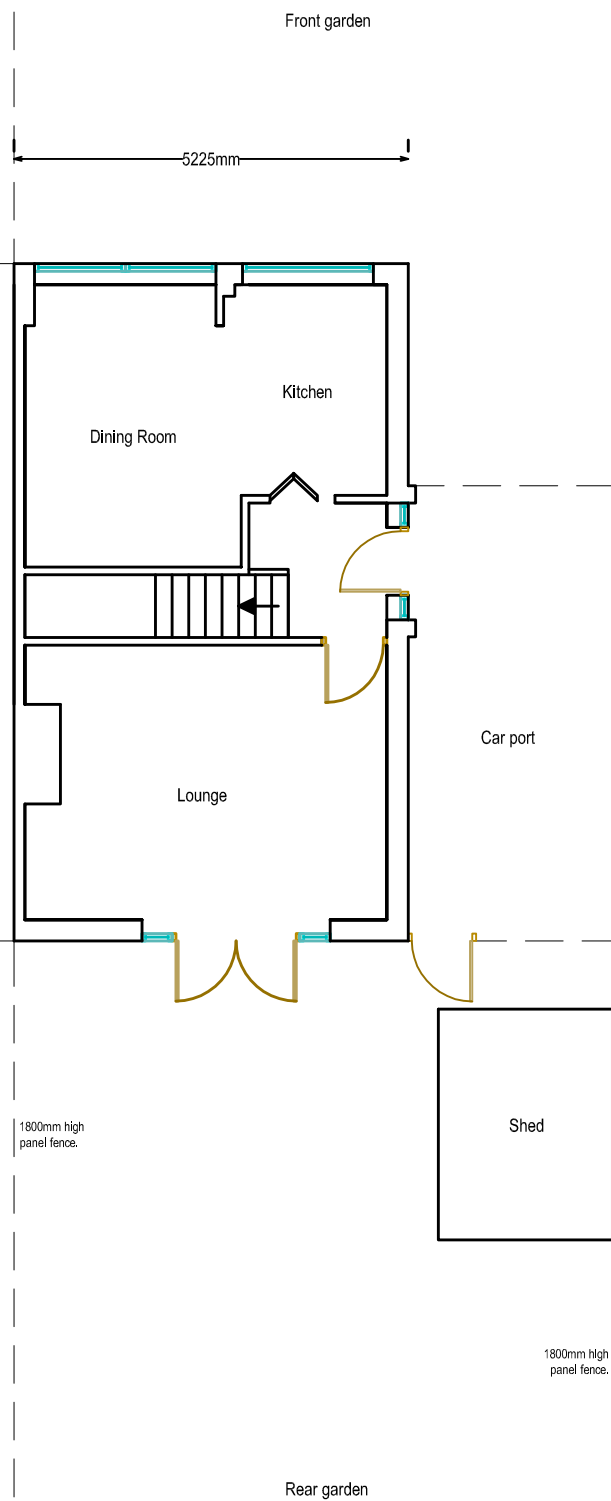 Front garden
5225mm
Kitchen
Dining Room
Car port
Lounge
1800mm high
panel fence.
Shed
1800mm high
panel fence.
Rear garden